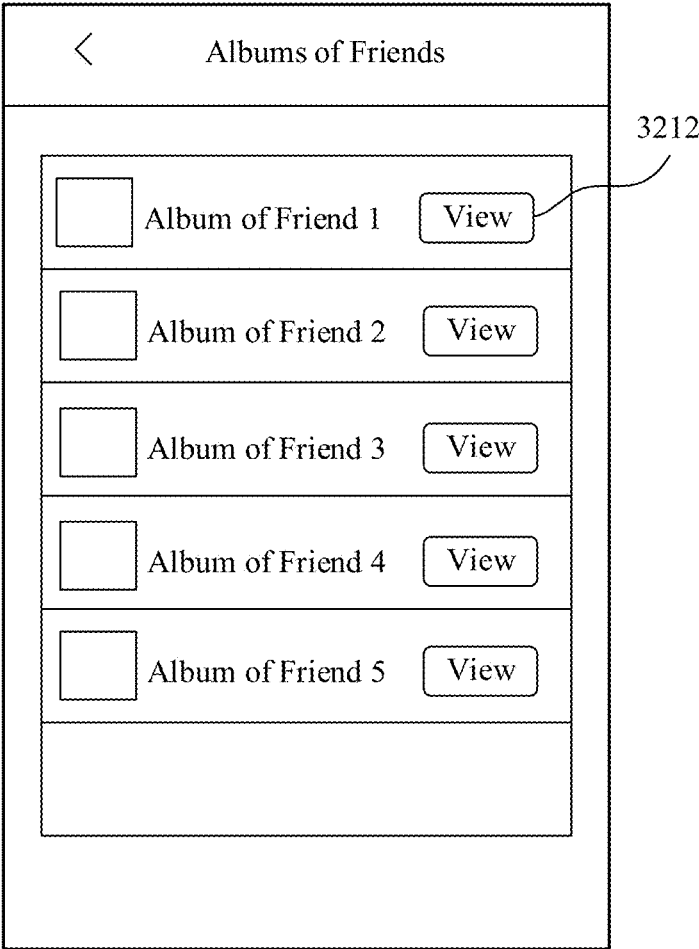 Albums of Friends
3212
Album of Friend 1 View
Album of Friend 2 View
Album of Friend 3 View
Album of Friend 4 View
Album of Friend 5 View